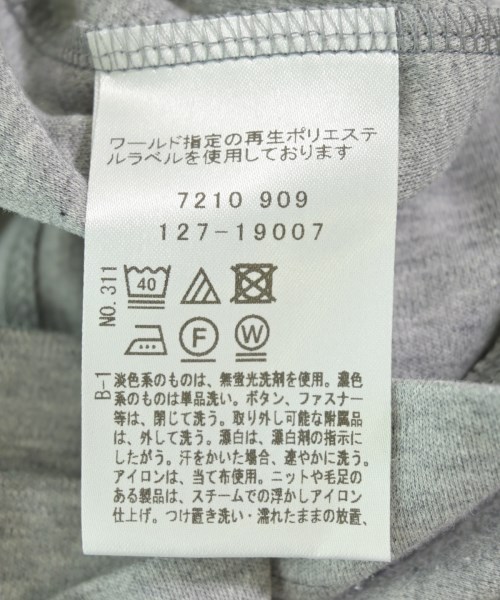 ワールド指定の再生ポリエステ
ルラベルを使用しております
7210 909
127-19007
NO.311
40
F
W
B-1
淡色系のものは、無蛍光洗剤を使用。濃色
系のものは単品洗い。ボタン、ファスナー
等は、閉じて洗う。取り外し可能な附属品
は、外して洗う。漂白は、漂白剤の指示に
したがう。汗をかいた場合、速やかに洗う。
アイロンは、当て布使用。ニットや毛足の
ある製品は、スチームでの浮かしアイロン
仕上げ。つけ置き洗い・濡れたままの放置、